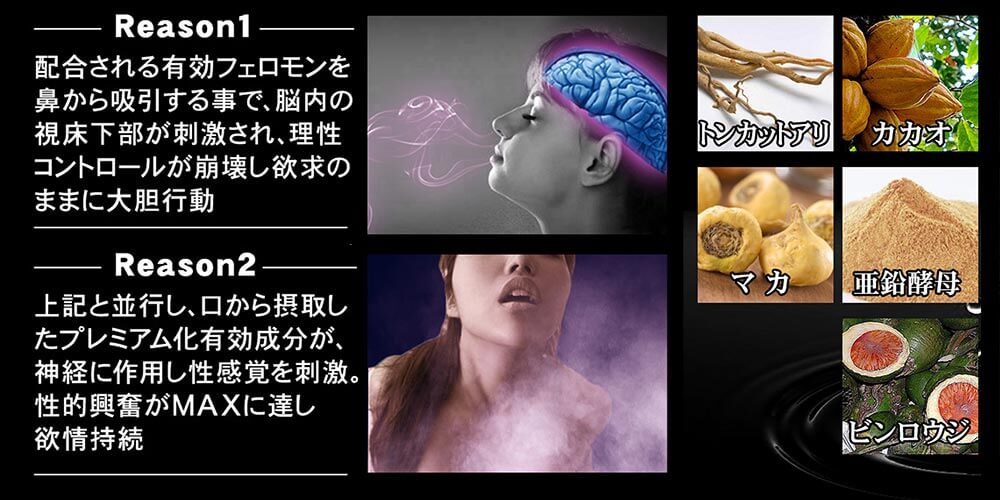 Reason1
配合される有効フェロモンを
鼻から吸引する事で、脳内の
視床下部が刺激され、理性
コントロールが崩壊し欲求の
ままに大胆行動
Reason2
上記と並行し、口から摂取し
たプレミアム化有効成分が、
神経に作用し性感覚を刺激。
性的興奮がMAXに達し
欲情持続
トンカットアリ
カカオ
マカ
亜鉛酵母
ビンロウジ